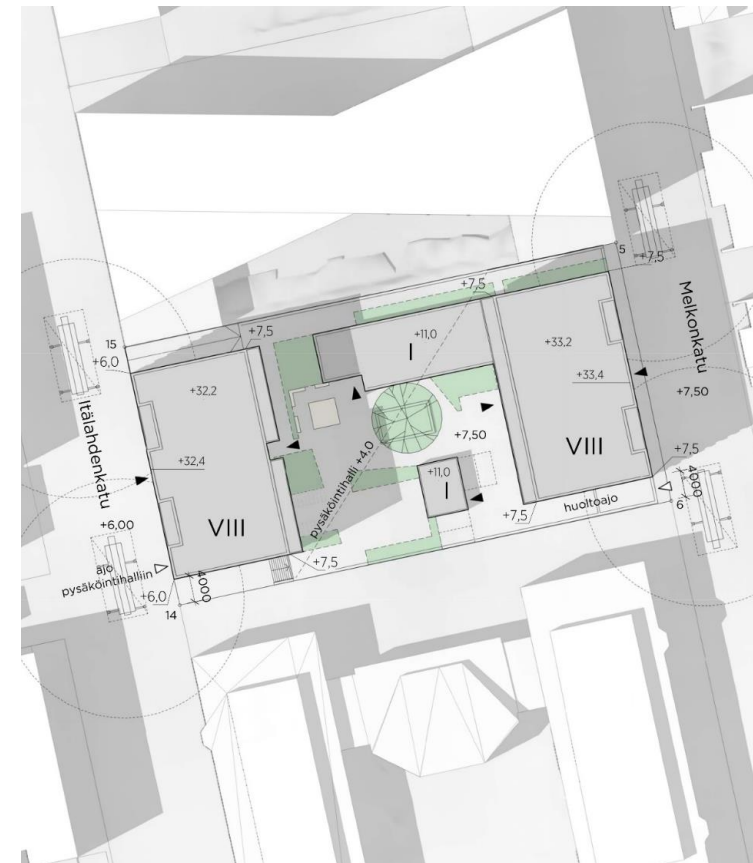 5
+7,5
+7,5
Melkonkatu
+7,5
15
+6,0
+11,0
I
+33,2
+32,2
+33,4
+7,50
Itälahdenkatu
+32,4
pysäköintihalli +4,0
+7,50
VIII
+11,0
I
+7,5
VIII
4000
+6,00
huoltoajo
6
+7,5
ajo
pysäköintihalliin
+7,5
+6,0
4000
14